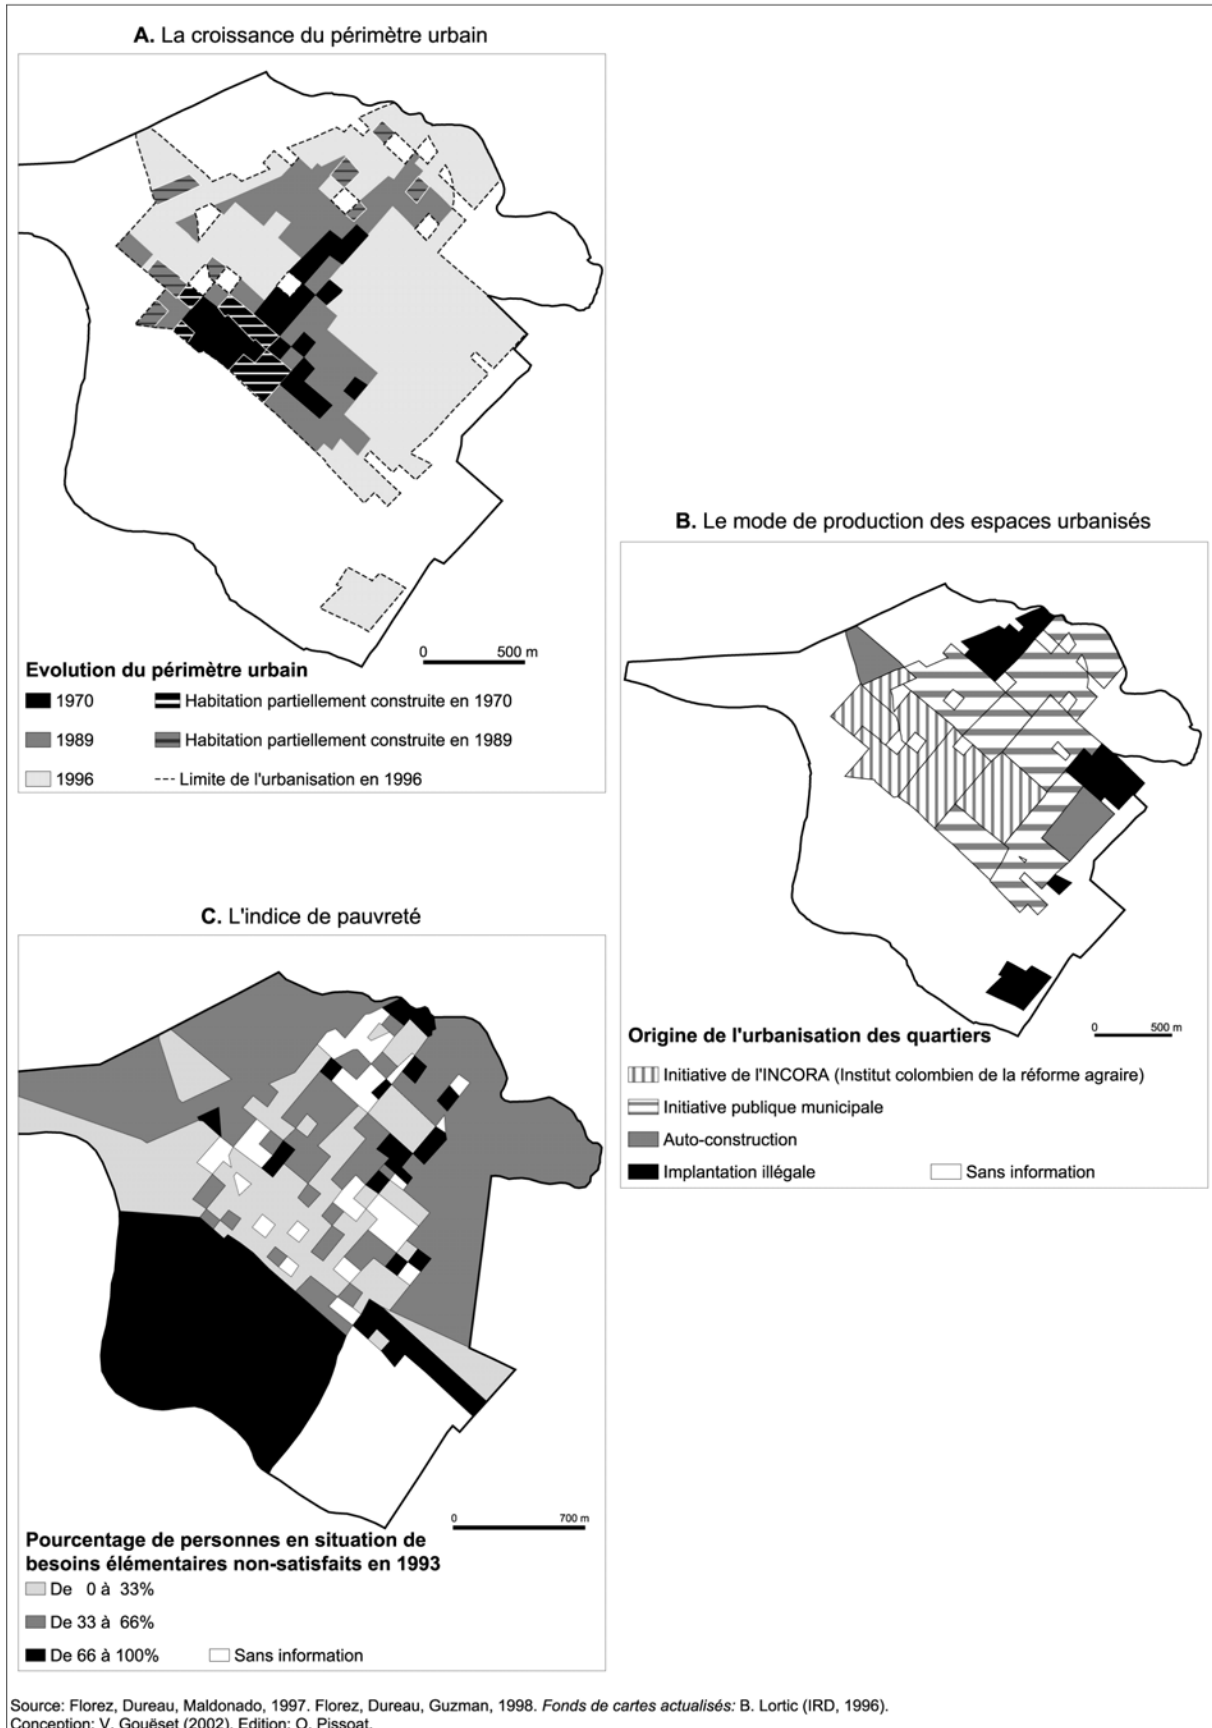 A. La croissance du périmètre urbain
0 500 m
Evolution du périmètre urbain
1970 Habitation partiellement construite en 1970
1989 Habitation partiellement construite en 1989
1996 Limite de l'urbanisation en 1996
B. Le mode de production des espaces urbanisés
0 500 m
Origine de l'urbanisation des quartiers
Initiative de l'INCORA (Institut colombien de la réforme agraire)
Initiative publique municipale
Auto-construction
Implantation illégale Sans information
C. L'indice de pauvreté
0 700 m
Pourcentage de personnes en situation de
besoins élémentaires non-satisfaits en 1993
De 0 à 33%
De 33 à 66%
De 66 à 100% Sans information
Source: Florez, Dureau, Maldonado, 1997. Florez, Dureau, Guzman, 1998. Fonds de cartes actualisés: B. Lortic (IRD, 1996).
Conception: V. Gouëset (2002). Edition: O. Pissoat.